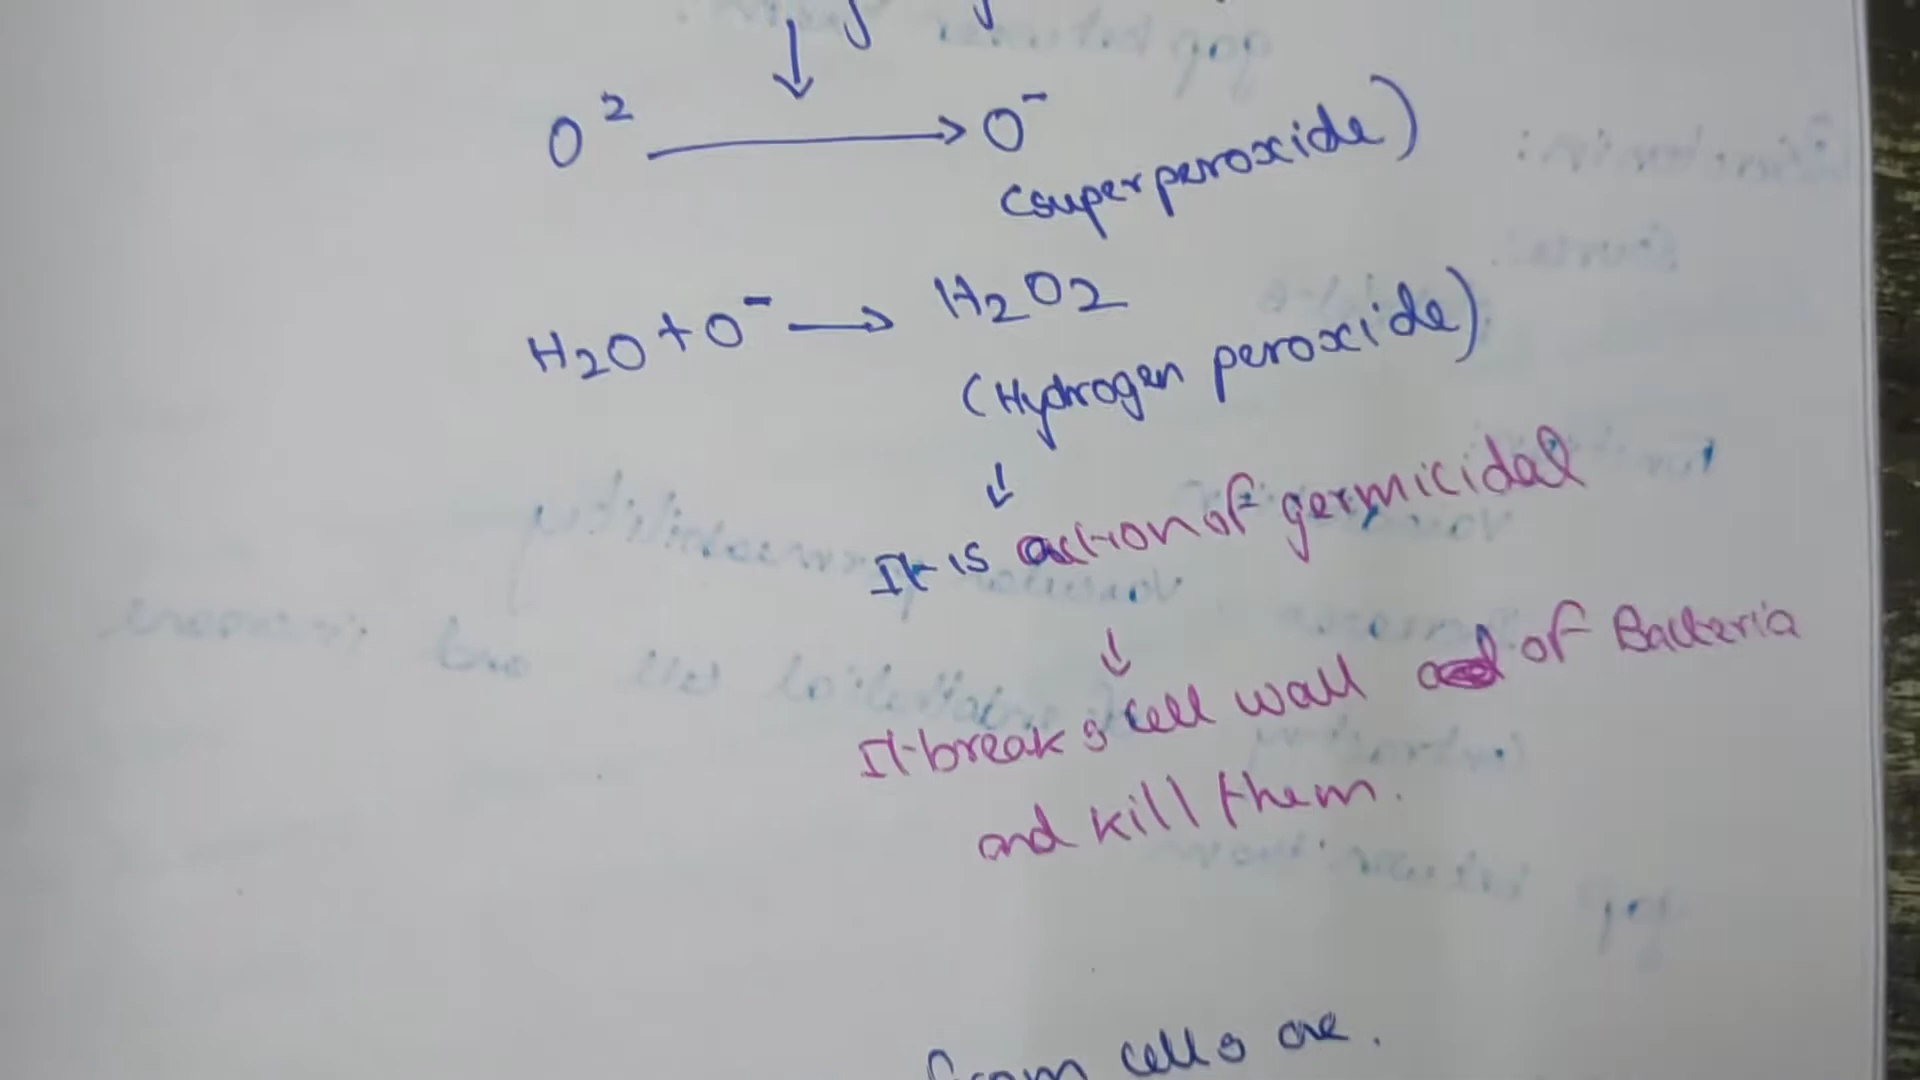 O² → O⁻
(superperoxide)
H2O + O⁻ → H2O2
(Hydrogen peroxide)
↓
It is action of germicidal
↓
It breaks cell wall of Bacteria
and kill them.
cells are.